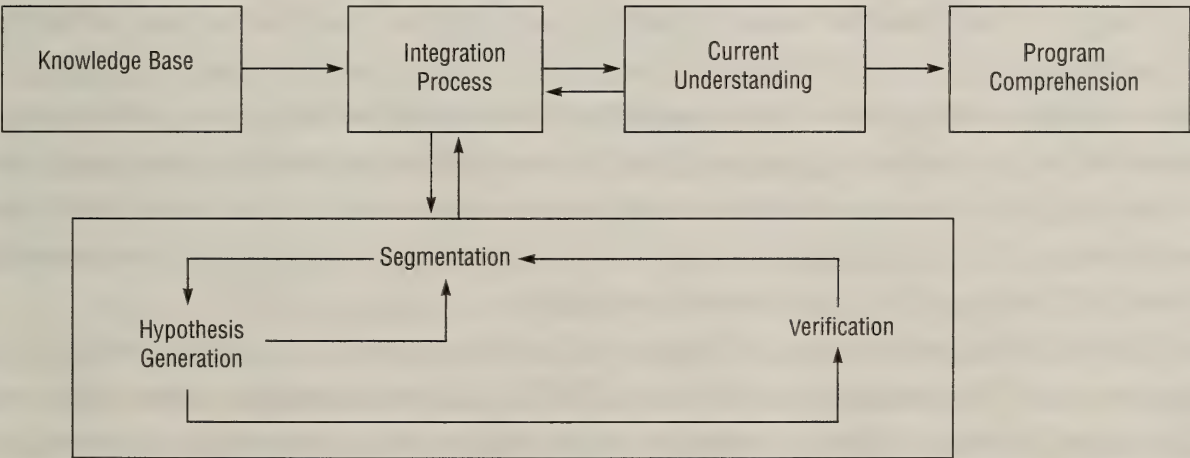 Knowledge Base
Integration
Process
Current
Understanding
Program
Comprehension
Segmentation
Hypothesis
Generation
Verification